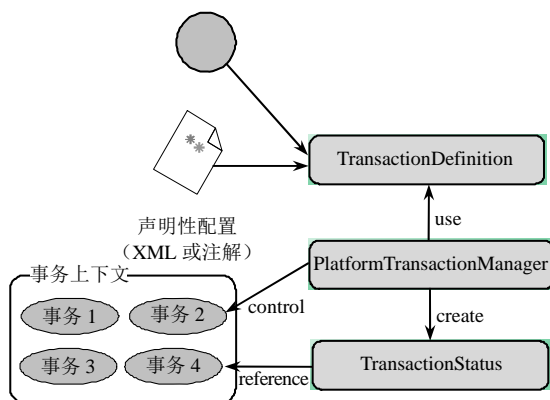 TransactionDefinition
声明性配置
（XML 或注解）
use
事务上下文
PlatformTransactionManager
事务 1
事务 2
control
create
事务 3
事务 4
reference
TransactionStatus